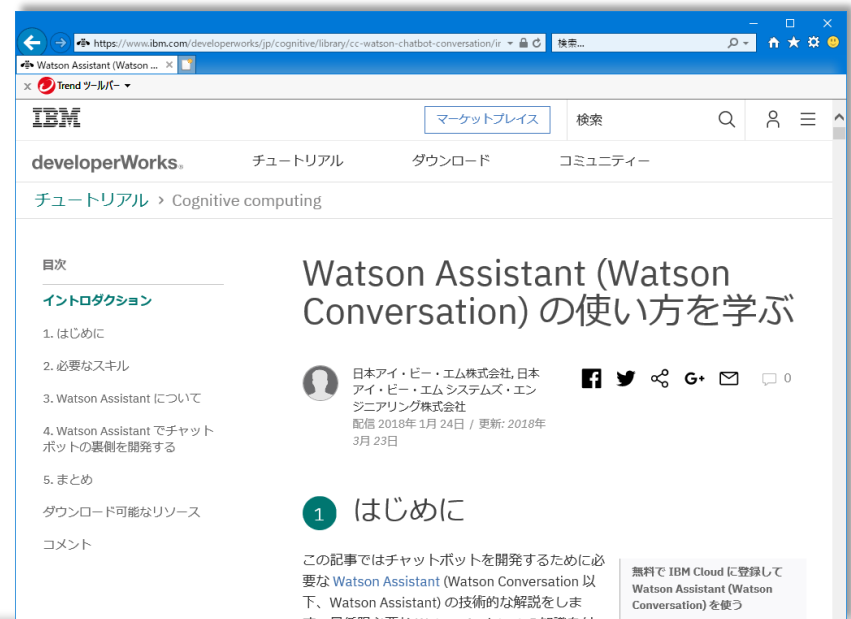 https://www.ibm.com/developerworks/jp/cognitive/library/cc-watson-chatbot-conversation/ir
検索...
Watson Assistant (Watson ...
Trend ツールバー
IBM
マーケットプレイス
検索
developerWorks®
チュートリアル
ダウンロード
コミュニティー
チュートリアル › Cognitive computing
目次
イントロダクション
1. はじめに
2. 必要なスキル
3. Watson Assistant について
4. Watson Assistant でチャット
ボットの裏側を開発する
5. まとめ
ダウンロード可能なリソース
コメント
Watson Assistant (Watson
Conversation) の使い方を学ぶ
日本アイ・ビー・エム株式会社, 日本
アイ・ビー・エム システムズ・エン
ジニアリング株式会社
配信 2018年 1月 24日 / 更新: 2018年
3月 23日
G+
0
1 はじめに
この記事ではチャットボットを開発するために必
要な Watson Assistant (Watson Conversation 以
下、Watson Assistant) の技術的な解説をしま
無料で IBM Cloud に登録して
Watson Assistant (Watson
Conversation) を使う